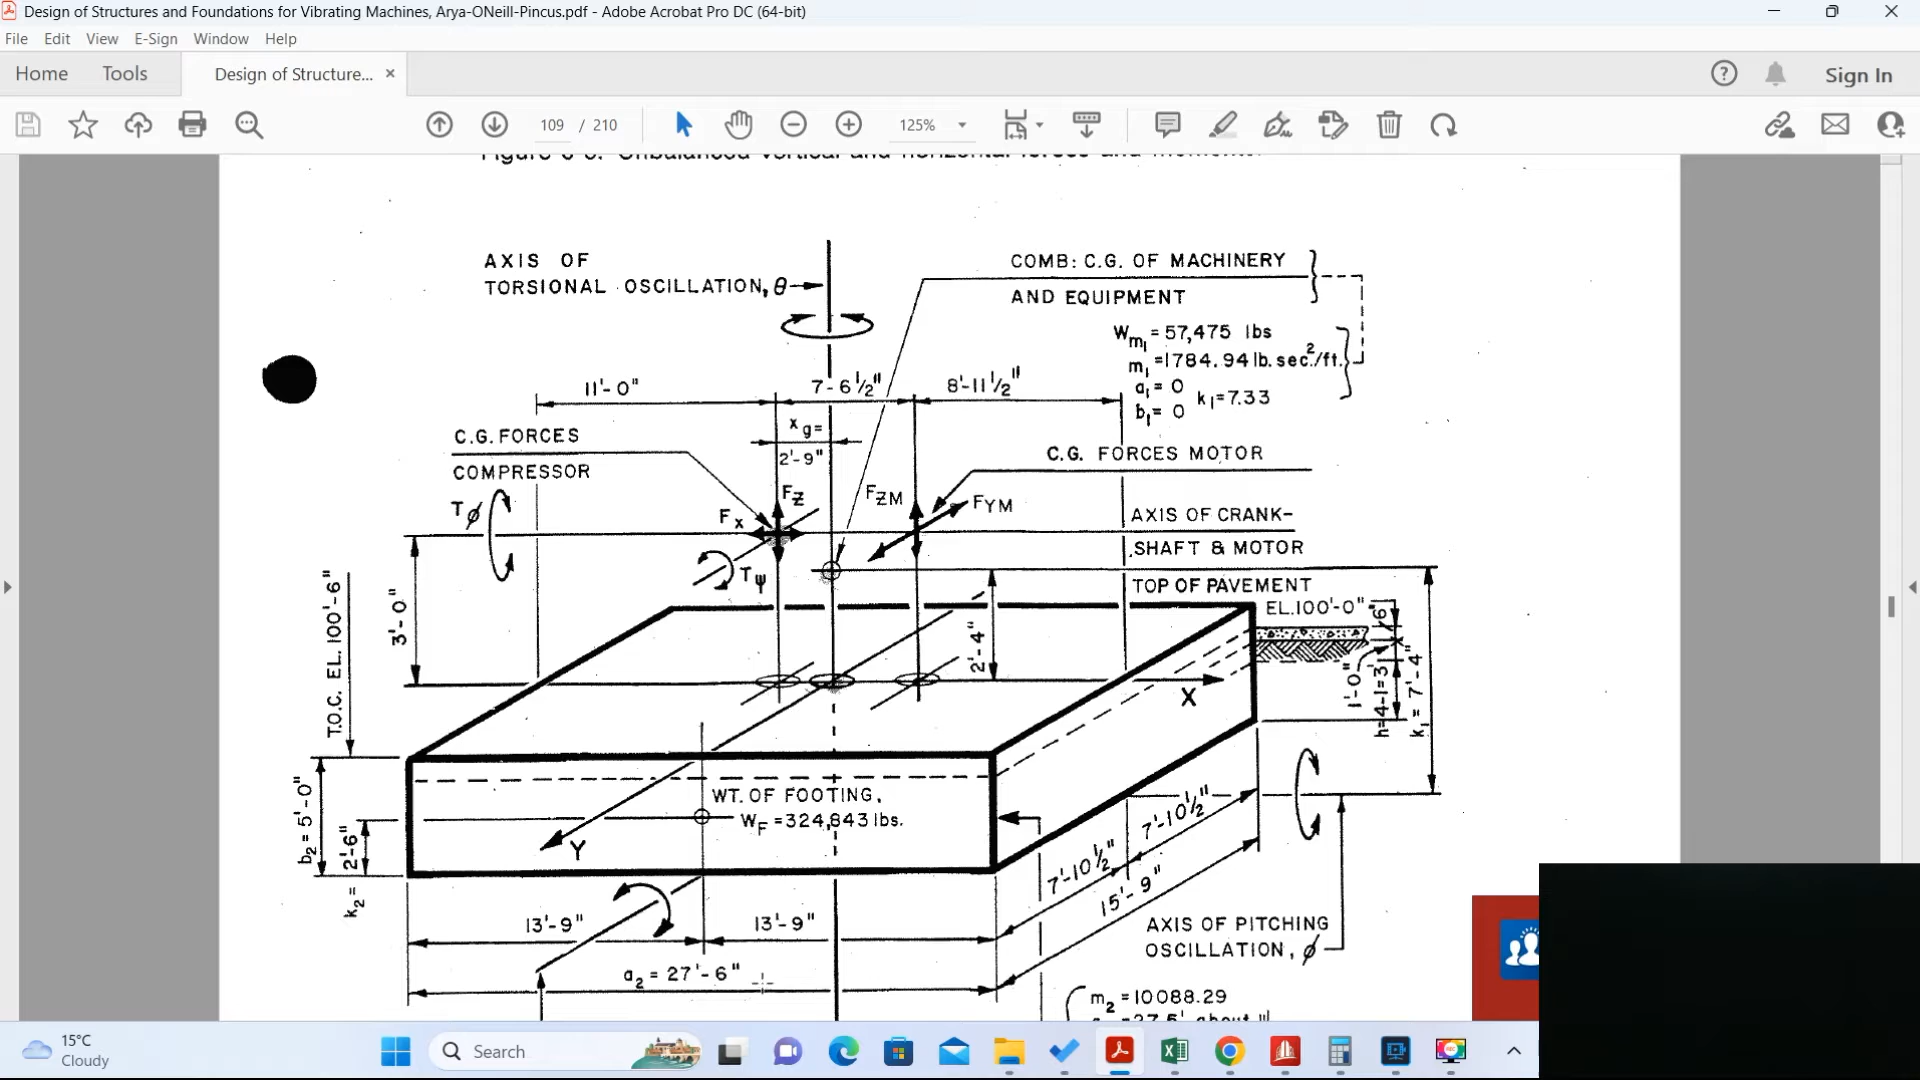 Design of Structures and Foundations for Vibrating Machines, Arya-ONeill-Pincus.pdf - Adobe Acrobat Pro DC (64-bit)
File Edit View E-Sign Window Help
Home Tools Design of Structure... × Sign In
109 / 210 125%
AXIS OF
TORSIONAL OSCILLATION, θ
COMB: C.G. OF MACHINERY
AND EQUIPMENT
Wm1 = 57,475 lbs
m1 = 1784.94 lb. sec.²/ft.
a1 = 0 k1 = 7.33
b1 = 0
11'-0" 7-6½" 8'-11½"
xg =
2'-9"
C.G. FORCES
COMPRESSOR
C.G. FORCES MOTOR
FZ FZM FYM
Fx
Tφ
Tψ
AXIS OF CRANK-
SHAFT & MOTOR
TOP OF PAVEMENT
EL. 100'-0" 6"
3'-0"
T.O.C. EL. 100'-6"
2'-4"
X
1'-0"
h=4-1=3'
k1 = 7'-4"
WT. OF FOOTING,
WF = 324,843 lbs.
Y
b2 = 5'-0"
k2 = 2'-6"
7'-10½"
7'-10½"
15'-9"
13'-9" 13'-9"
a2 = 27'-6"
AXIS OF PITCHING
OSCILLATION, φ
m2 = 10088.29
15°C
Cloudy
Search